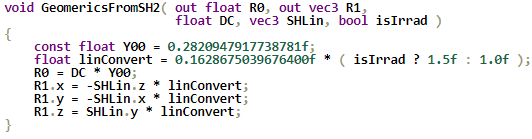 void GeomericsFromSH2( out float R0, out vec3 R1,
float DC, vec3 SHLin, bool isIrrad )
{
const float Y00 = 0.2820947917738781f;
float linConvert = 0.1628675039676400f * ( isIrrad ? 1.5f : 1.0f );
R0 = DC * Y00;
R1.x = -SHLin.z * linConvert;
R1.y = -SHLin.x * linConvert;
R1.z = SHLin.y * linConvert;
}